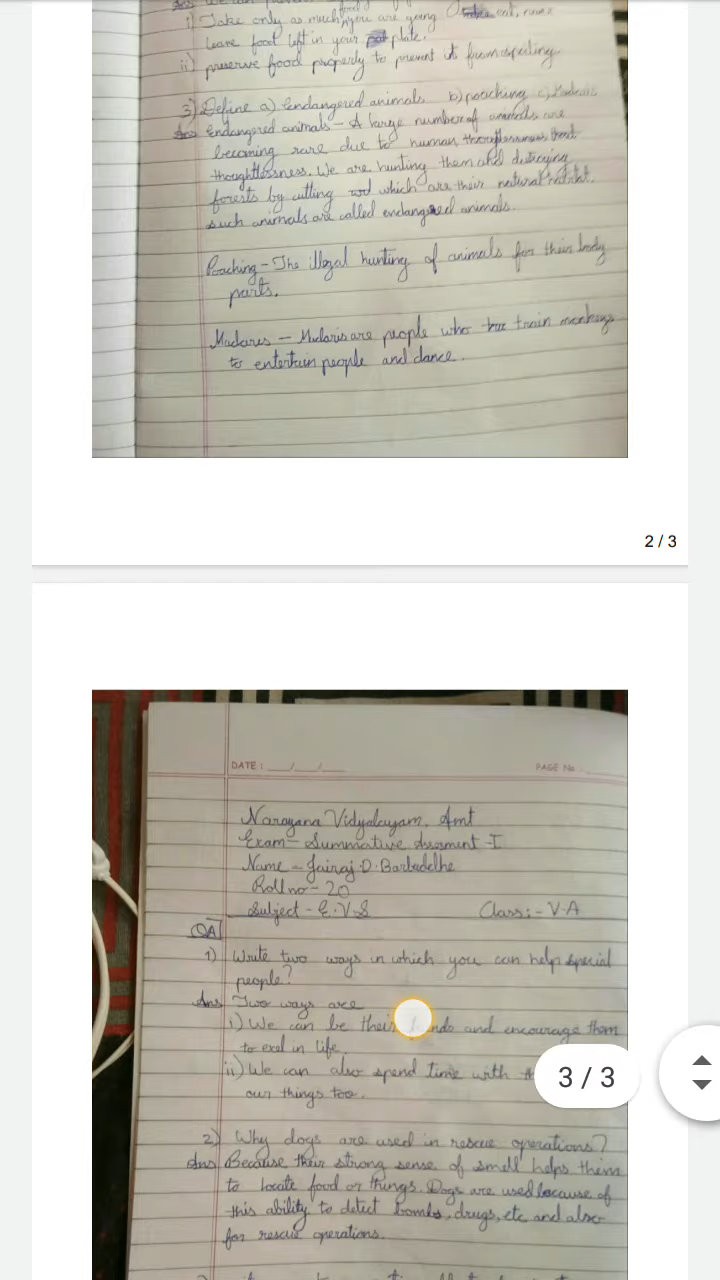 i) Take only as much food you are going eat, never
leave food left in your plate.
ii) preserve food properly to prevent it from spoiling.
3) Define a) Endangered animals b) poaching c) Madaris
Ans Endangered animals - A large number of animals are
becoming rare due to human thoughtlessness
thoughtlessness. We are hunting them and destroying
forests by cutting which are their natural habitat.
such animals are called endangered animals.
Poaching - The illegal hunting of animals for their body
parts.
Madares - Madaris are people who train monkeys
to entertain people and dance.
2 / 3
DATE : __/__/__
PAGE No. :
Narayana Vidyalayam, Amt
Exam - Summative Assesment - I
Name - Jairaj D. Barbudhe
Roll no - 20
Subject - E.V.S Class :- V-A
QA
1) Write two ways in which you can help special
people?
Ans Two ways are
i) We can be their and encourage them
to exel in life.
ii) We can also spend time with
our things too.
3 / 3
2) Why dogs are used in rescue operations?
Ans Because their strong sense of smell helps them
to locate food or things. Dogs are used because of
this ability to detect bombs, drugs, etc and also
for rescue operations.